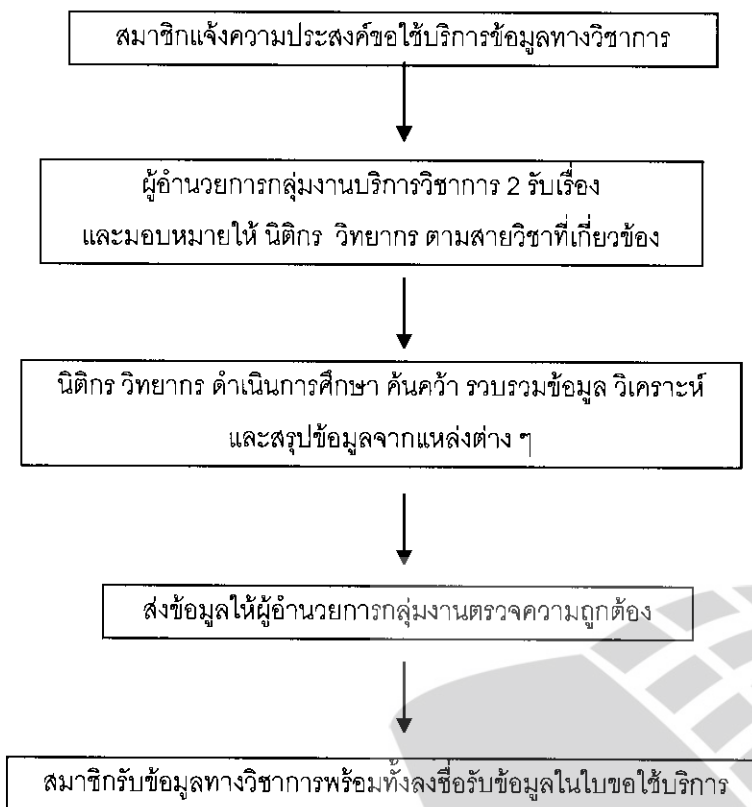 สมาชิกแจ้งความประสงค์ขอใช้บริการข้อมูลทางวิชาการ
ผู้อำนวยการกลุ่มงานบริการวิชาการ 2 รับเรื่อง
และมอบหมายให้ นิติกร วิทยากร ตามสายวิชาที่เกี่ยวข้อง
นิติกร วิทยากร ดำเนินการศึกษา ค้นคว้า รวบรวมข้อมูล วิเคราะห์
และสรุปข้อมูลจากแหล่งต่าง ๆ
ส่งข้อมูลให้ผู้อำนวยการกลุ่มงานตรวจความถูกต้อง
สมาชิกรับข้อมูลทางวิชาการพร้อมทั้งลงชื่อรับข้อมูลในใบขอใช้บริการ